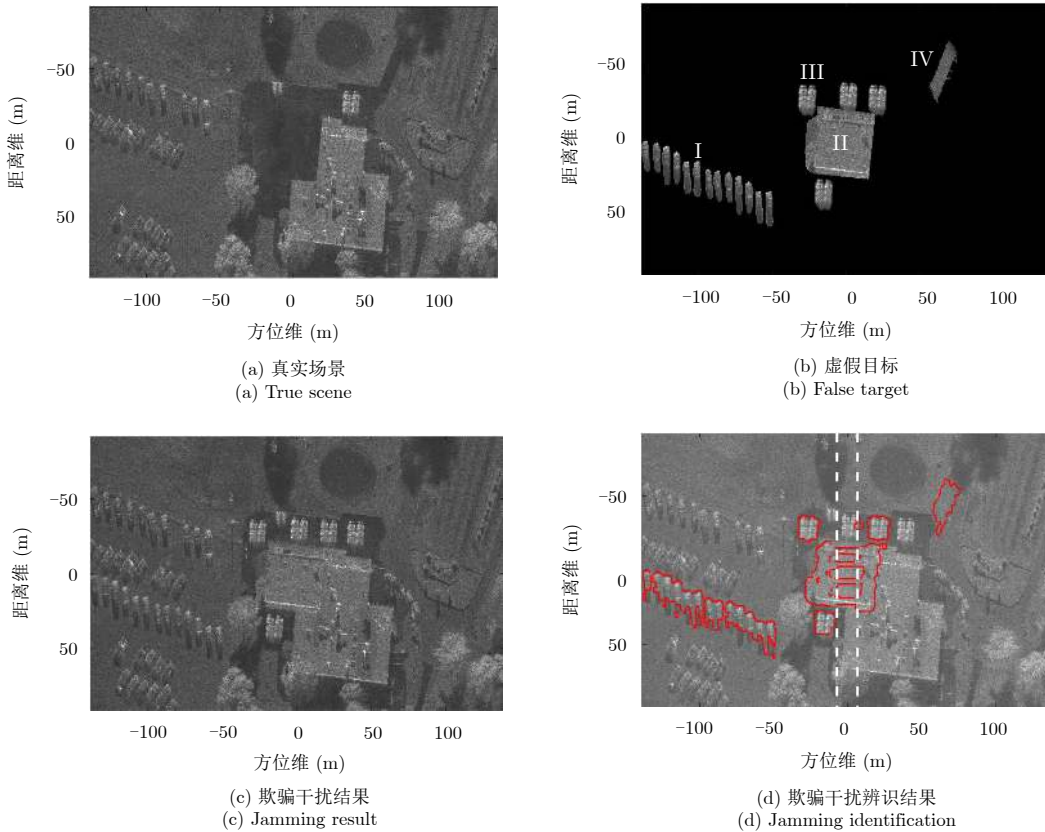 −50
0
50
距离维 (m)
−100
−50
0
50
100
方位维 (m)
(a) 真实场景
(a) True scene
−50
0
50
距离维 (m)
I
II
III
IV
−100
−50
0
50
100
方位维 (m)
(b) 虚假目标
(b) False target
−50
0
50
距离维 (m)
−100
−50
0
50
100
方位维 (m)
(c) 欺骗干扰结果
(c) Jamming result
−50
0
50
距离维 (m)
−100
−50
0
50
100
方位维 (m)
(d) 欺骗干扰辨识结果
(d) Jamming identification